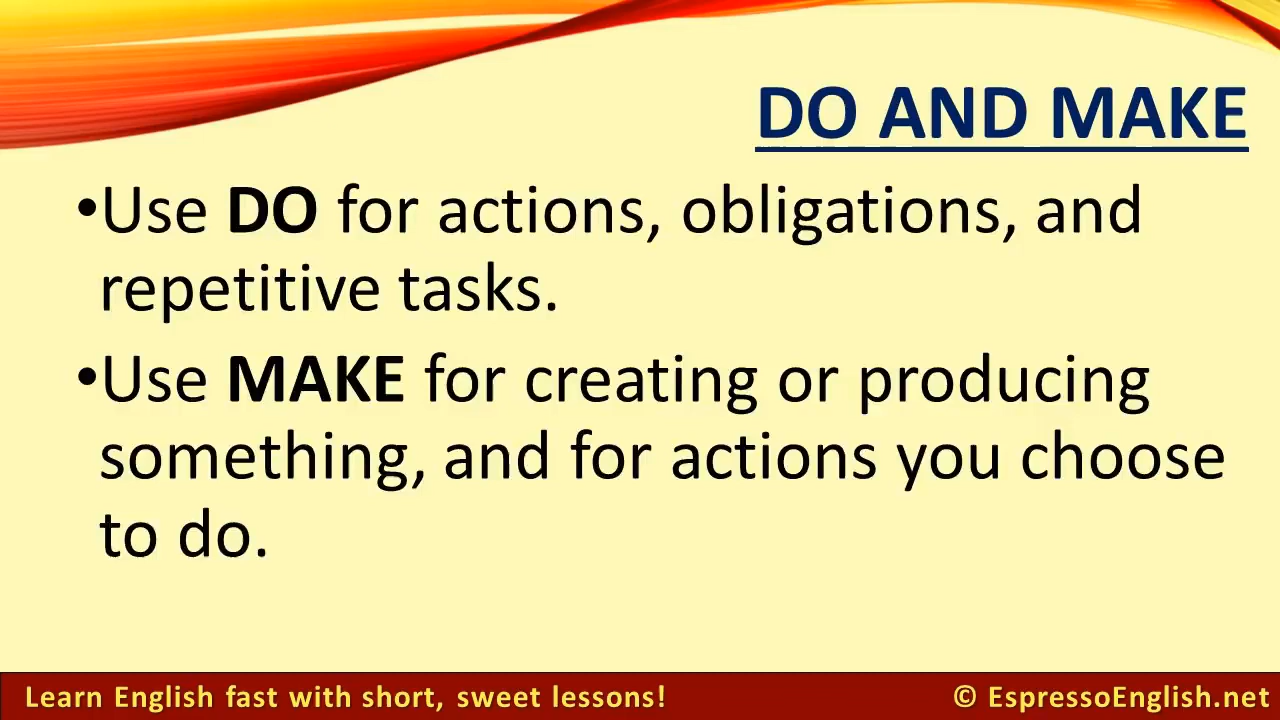 DO AND MAKE
•Use DO for actions, obligations, and
repetitive tasks.
•Use MAKE for creating or producing
something, and for actions you choose
to do.
Learn English fast with short, sweet lessons!
© EspressoEnglish.net